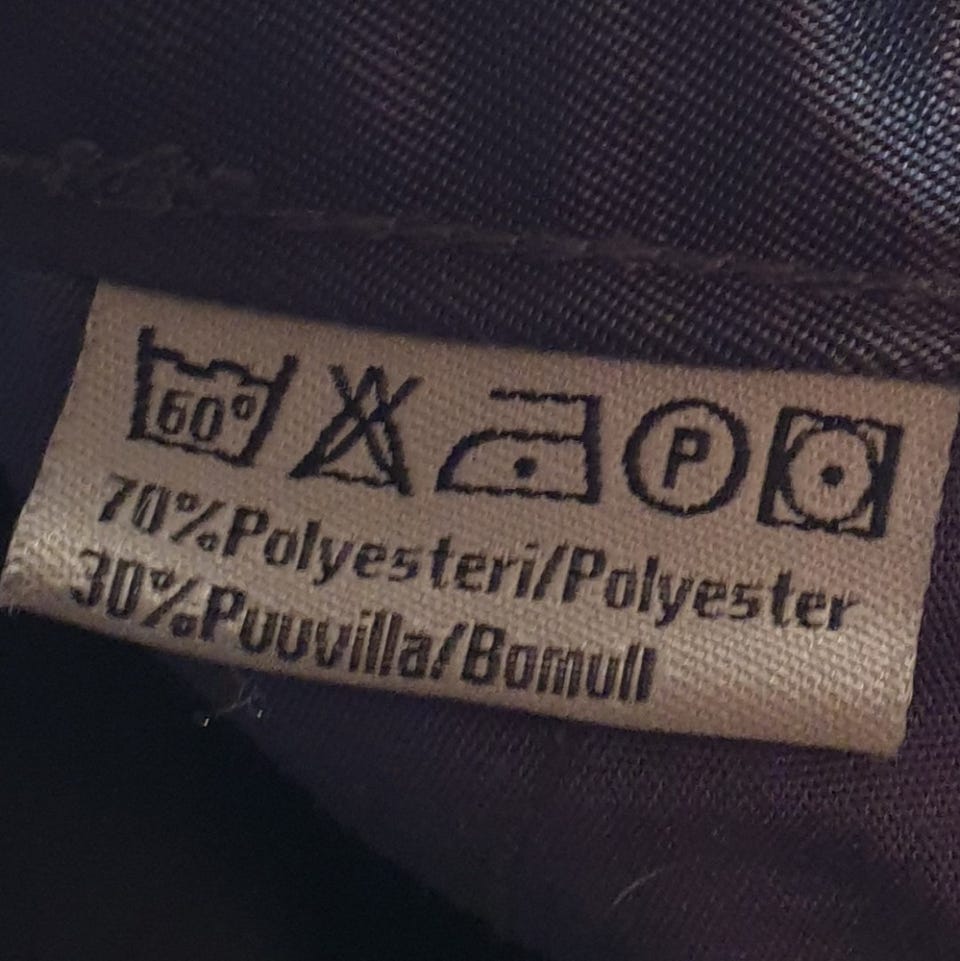 60°
P
70%Polyesteri/Polyester
30%Puuvilla/Bomull